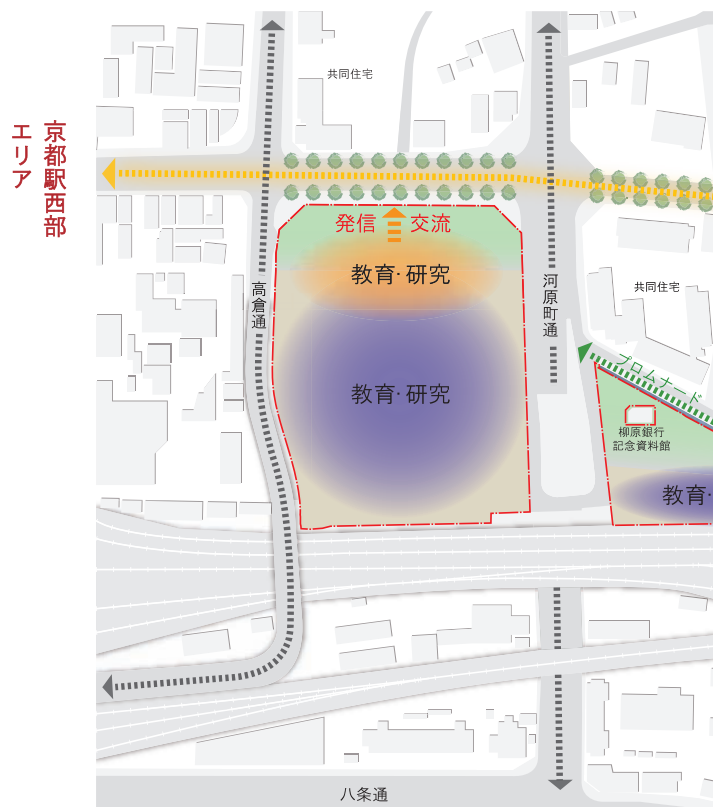 京都駅西部
エリア
共同住宅
発信 交流
教育・研究
高倉通
河原町通
共同住宅
プロムナード
教育・研究
柳原銀行
記念資料館
教育・
八条通